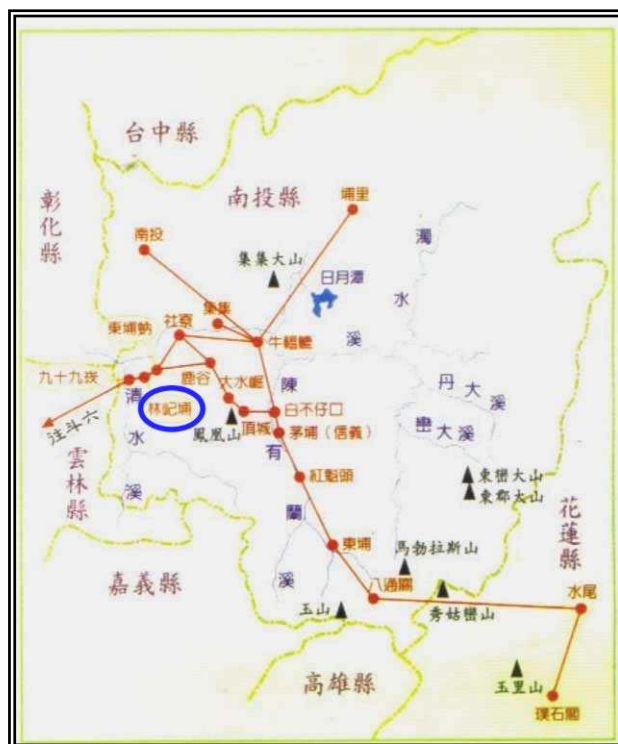 台中縣
彰化縣
南投縣
埔里
南投
集集大山
日月潭
濁水溪
東埔蚋
社寮
集集
牛轀轆
九十九崁
鹿谷
大水堀
陳有蘭溪
白不仔口
丹大溪
往斗六
清水溪
林圮埔
鳳凰山
頂城
茅埔（信義）
巒大溪
雲林縣
紅魹頭
東巒大山
東郡大山
花蓮縣
東埔
馬勃拉斯山
嘉義縣
八通關
水尾
玉山
秀姑巒山
高雄縣
玉里山
璞石閣